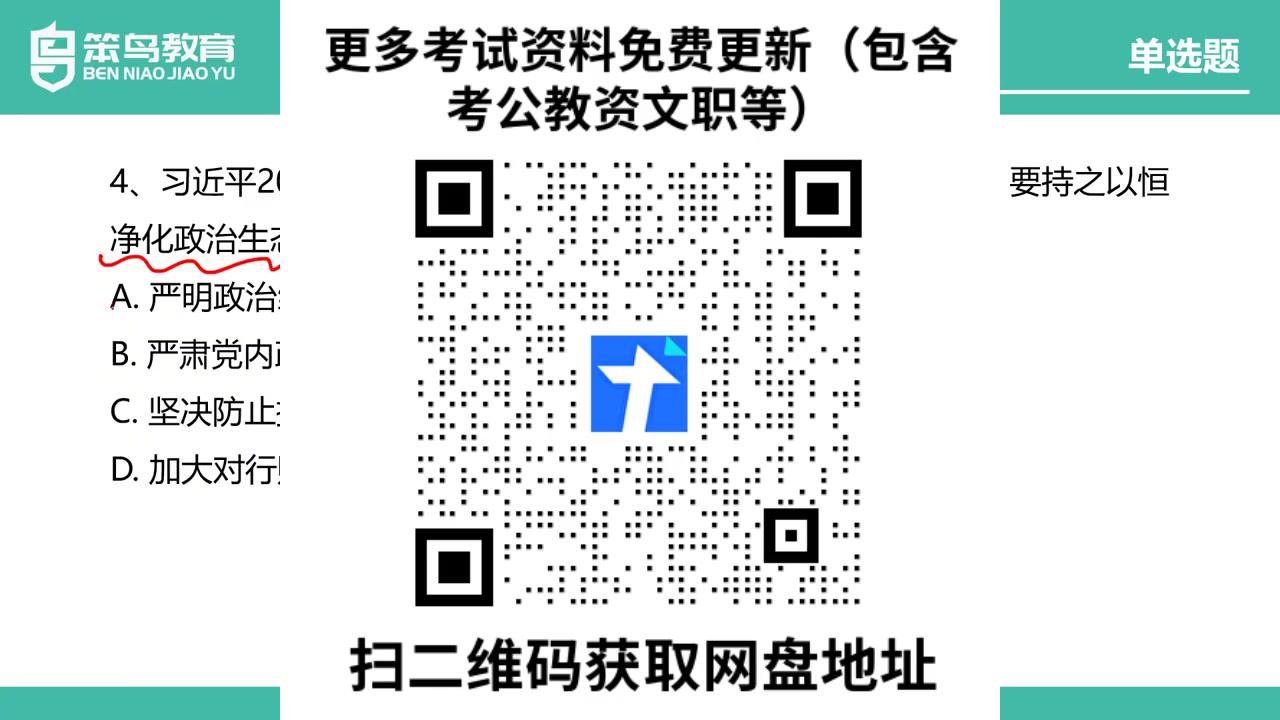 笨鸟教育
BEN NIAO JIAO YU
更多考试资料免费更新（包含
考公教资文职等）
单选题
4、习近平20
要持之以恒
净化政治生态
A. 严明政治
B. 严肃党内
C. 坚决防止
D. 加大对行
扫二维码获取网盘地址